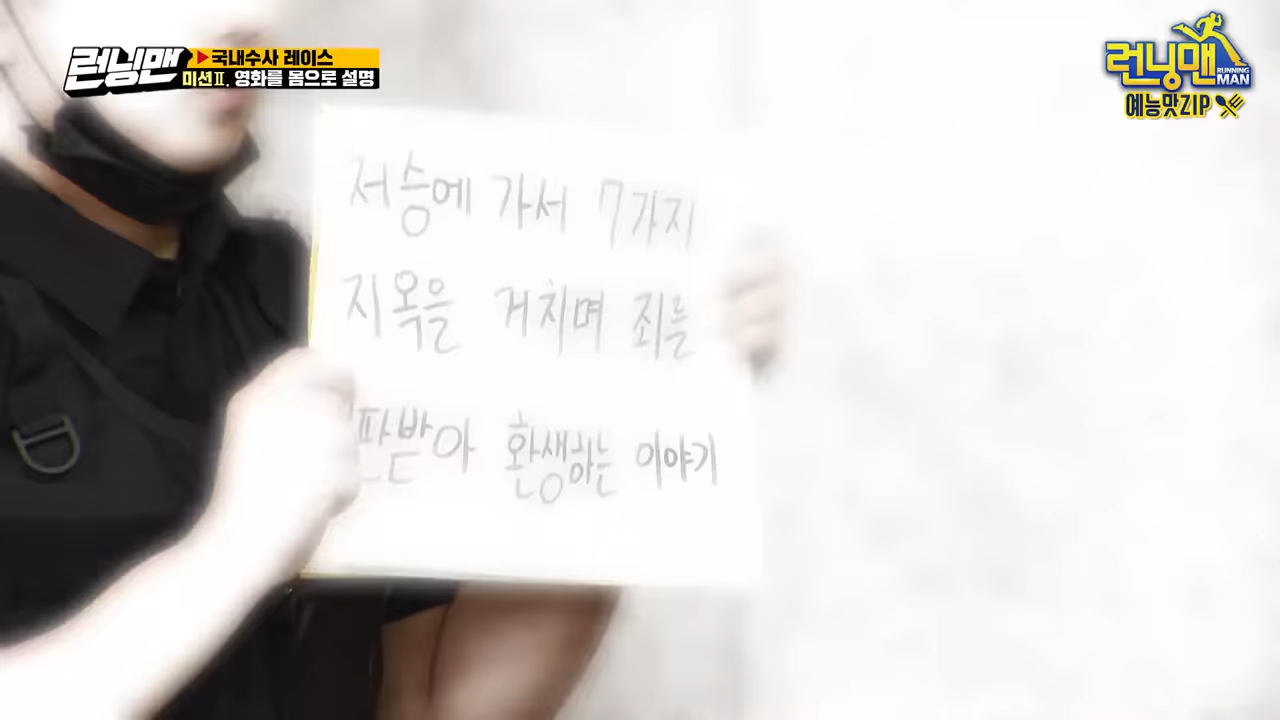 런닝맨
▶국내수사 레이스
미션Ⅱ. 영화를 몸으로 설명
런닝맨
RUNNING MAN
예능맛ZIP
저승에 가서 7가지
지옥을 거치며 죄를
판받아 환생하는 이야기